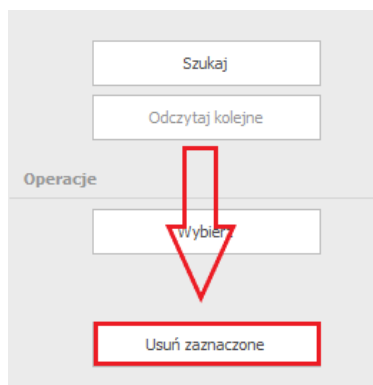 Szukaj
Odczytaj kolejne
Operacje
Wybierz
Usuń zaznaczone